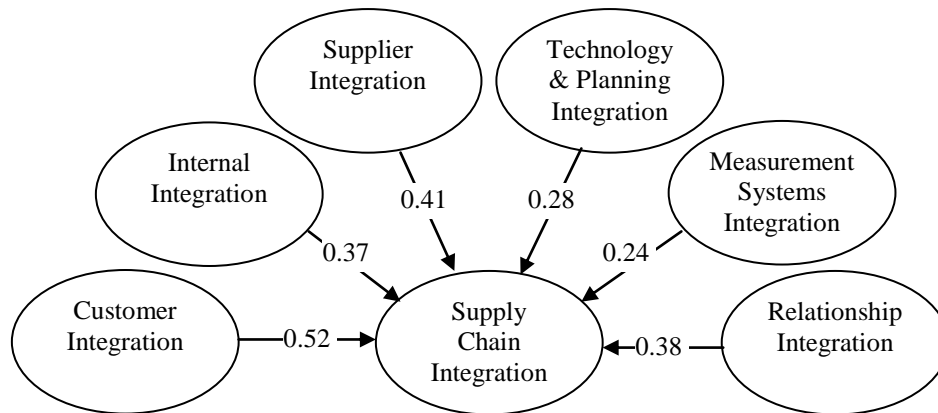 Supplier
Integration
Technology
& Planning
Integration
Internal
Integration
Measurement
Systems
Integration
0.41
0.28
0.37
0.24
Customer
Integration
0.52
Supply
Chain
Integration
0.38
Relationship
Integration